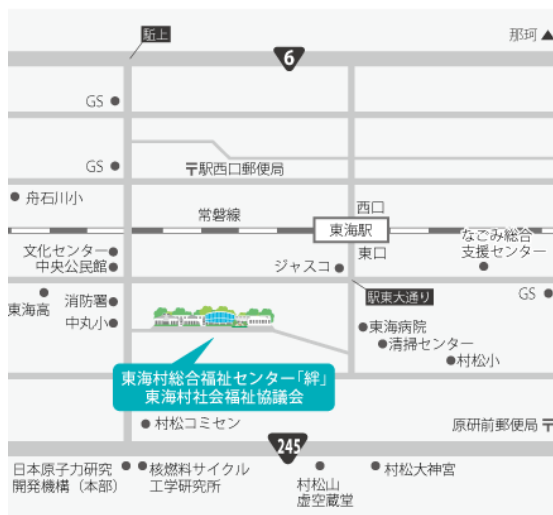 駈上
那珂▲
6
GS
GS
〒駅西口郵便局
舟石川小
常磐線
西口
東海駅
東口
なごみ総合
支援センター
文化センター
中央公民館
ジャスコ
東海高
消防署
中丸小
駅東大通り
GS
東海病院
清掃センター
村松小
東海村総合福祉センター「絆」
東海村社会福祉協議会
村松コミセン
原研前郵便局〒
245
日本原子力研究
開発機構（本部）
核燃料サイクル
工学研究所
村松山
虚空蔵堂
村松大神宮